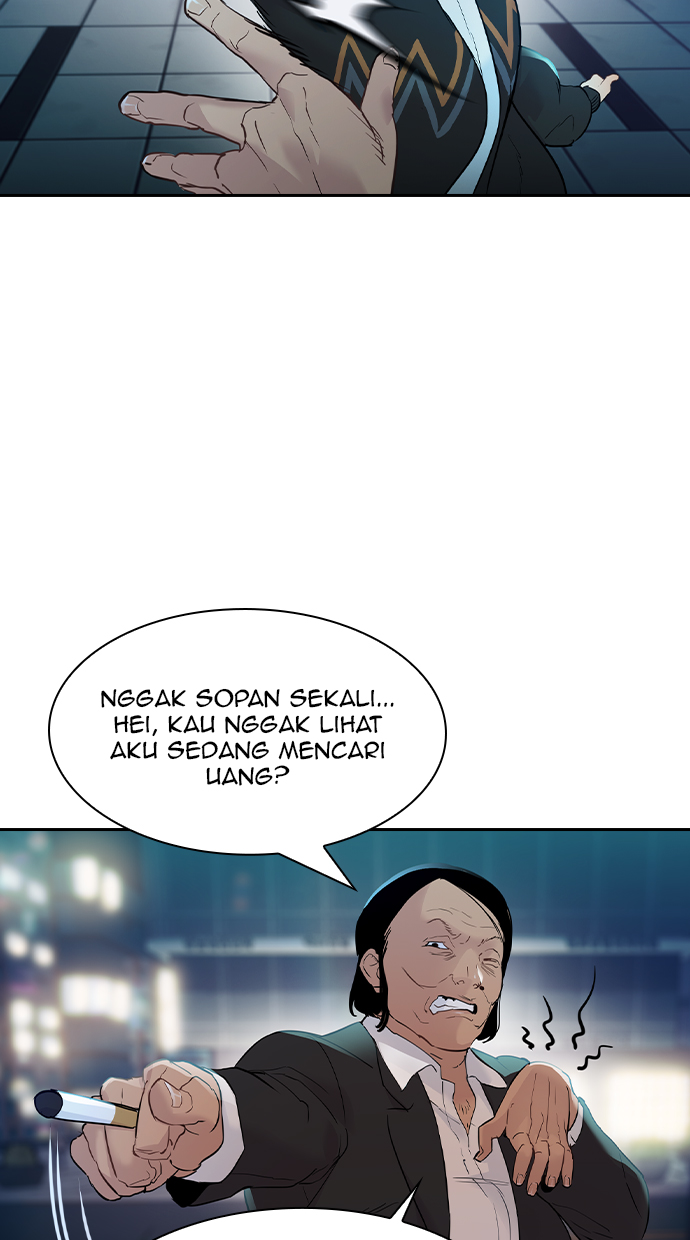 NGGAK SOPAN SEKALI...
HEI, KAU NGGAK LIHAT
AKU SEDANG MENCARI
UANG?